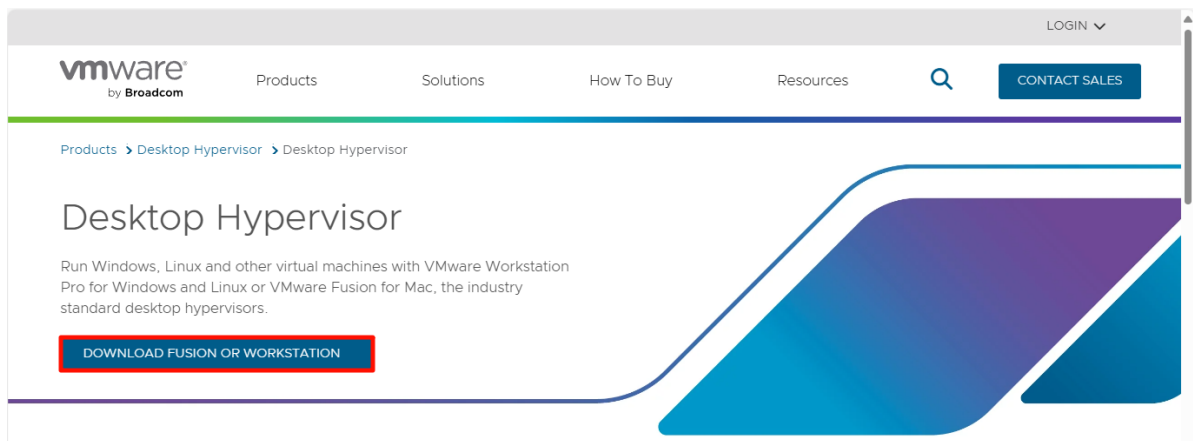 LOGIN
vmware®
by Broadcom
Products
Solutions
How To Buy
Resources
CONTACT SALES
Products > Desktop Hypervisor > Desktop Hypervisor
Desktop Hypervisor
Run Windows, Linux and other virtual machines with VMware Workstation
Pro for Windows and Linux or VMware Fusion for Mac, the industry
standard desktop hypervisors.
DOWNLOAD FUSION OR WORKSTATION